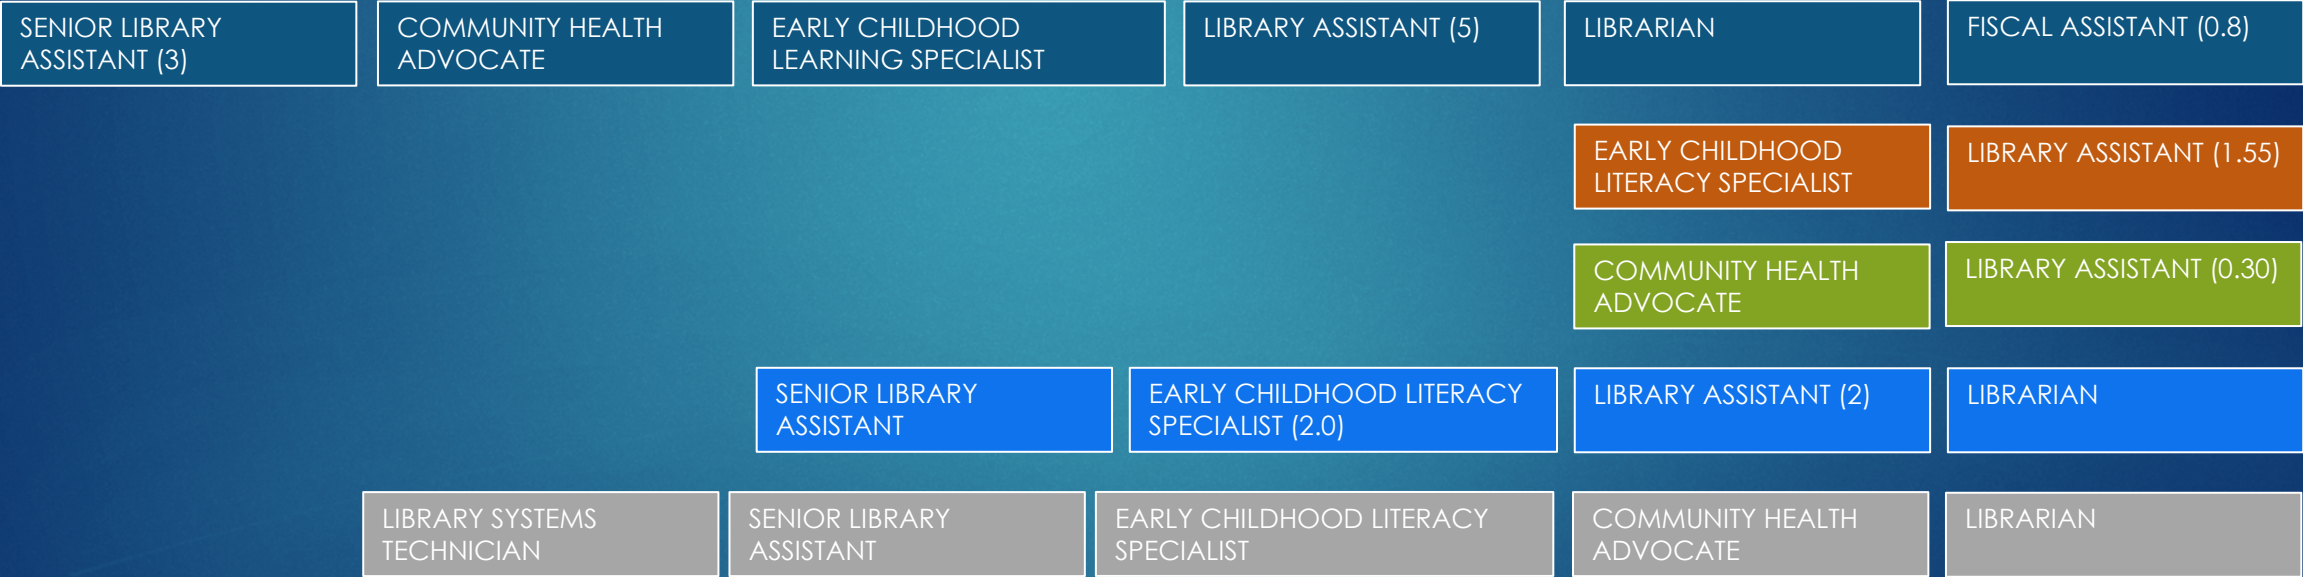 SENIOR LIBRARY
ASSISTANT (3)
COMMUNITY HEALTH
ADVOCATE
EARLY CHILDHOOD
LEARNING SPECIALIST
LIBRARY ASSISTANT (5)
LIBRARIAN
FISCAL ASSISTANT (0.8)
EARLY CHILDHOOD
LITERACY SPECIALIST
LIBRARY ASSISTANT (1.55)
COMMUNITY HEALTH
ADVOCATE
LIBRARY ASSISTANT (0.30)
SENIOR LIBRARY
ASSISTANT
EARLY CHILDHOOD LITERACY
SPECIALIST (2.0)
LIBRARY ASSISTANT (2)
LIBRARIAN
LIBRARY SYSTEMS
TECHNICIAN
SENIOR LIBRARY
ASSISTANT
EARLY CHILDHOOD LITERACY
SPECIALIST
COMMUNITY HEALTH
ADVOCATE
LIBRARIAN